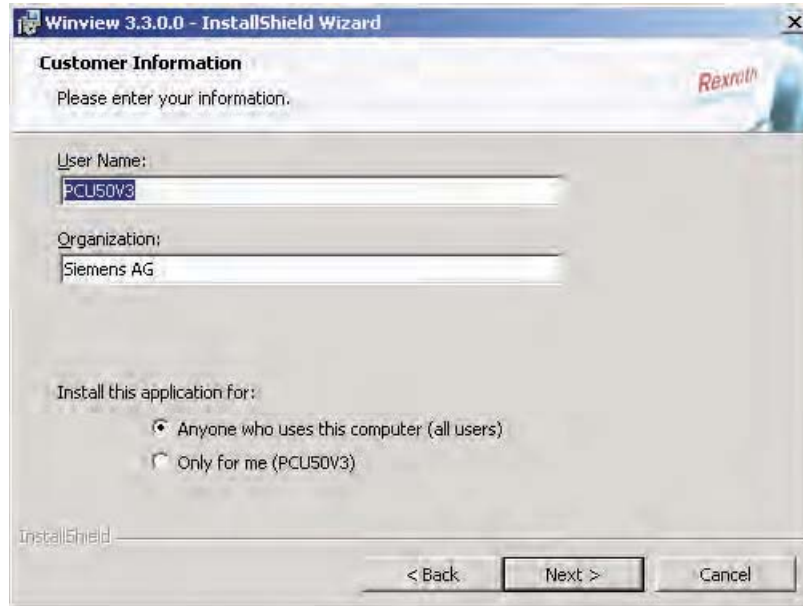 Winview 3.3.0.0 - InstallShield Wizard
Customer Information
Please enter your information.
Rexroth
User Name:
PCU50V3
Organization:
Siemens AG
Install this application for:
Anyone who uses this computer (all users)
Only for me (PCU50V3)
InstallShield
< Back
Next >
Cancel